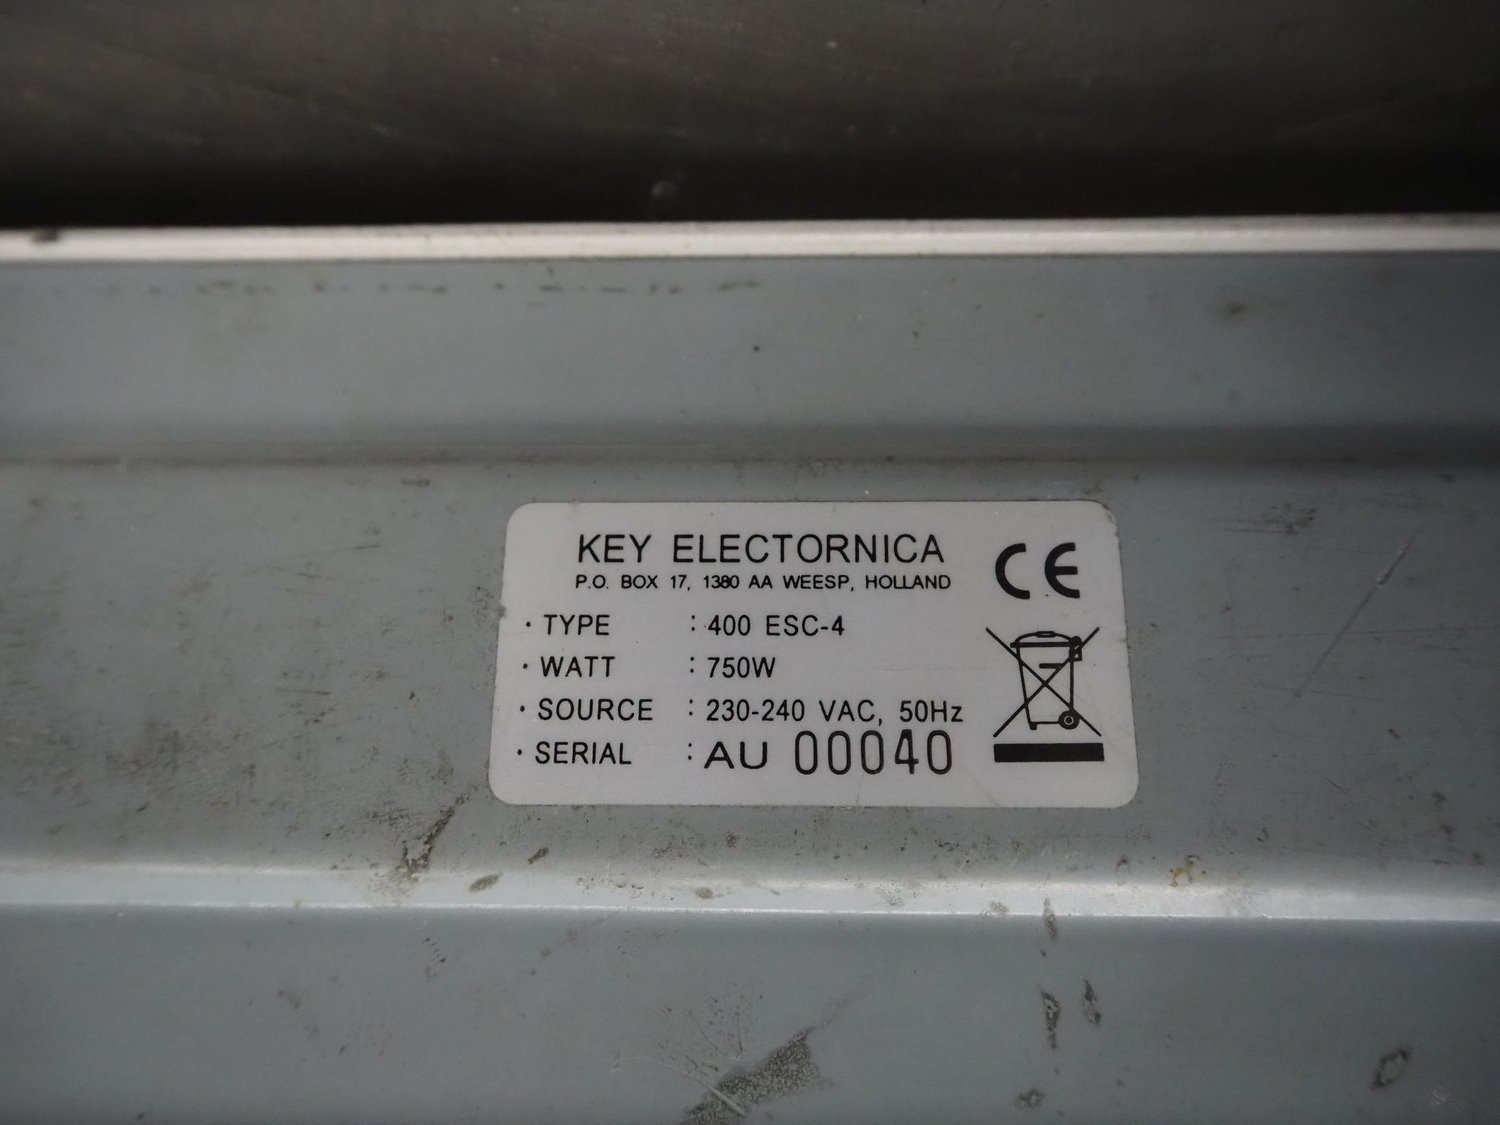 KEY ELECTORNICA
P.O. BOX 17, 1380 AA WEESP, HOLLAND
CE
· TYPE : 400 ESC-4
· WATT : 750W
· SOURCE : 230-240 VAC, 50Hz
· SERIAL : AU 00040